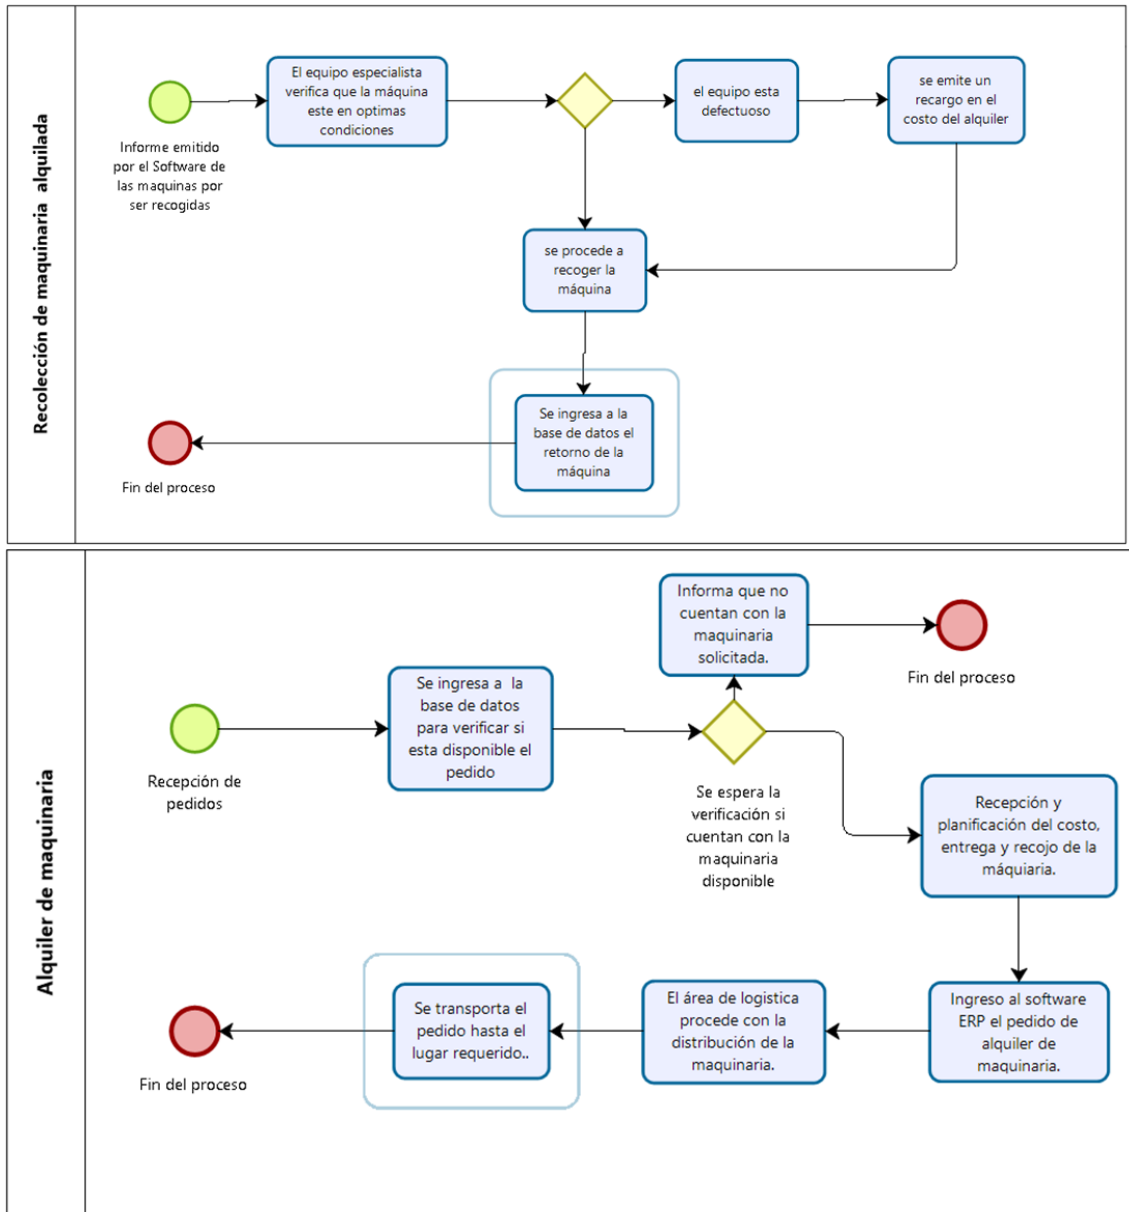 Recolección de maquinaria alquilada
El equipo especialista
verifica que la máquina
este en optimas
condiciones
el equipo esta
defectuoso
se emite un
recargo en el
costo del alquiler
Informe emitido
por el Software de
las maquinas por
ser recogidas
se procede a
recoger la
máquina
Se ingresa a la
base de datos el
retorno de la
máquina
Fin del proceso
Alquiler de maquinaria
Informa que no
cuentan con la
maquinaria
solicitada.
Fin del proceso
Se ingresa a la
base de datos
para verificar si
esta disponible el
pedido
Recepción de
pedidos
Se espera la
verificación si
cuentan con la
maquinaria
disponible
Recepción y
planificación del costo,
entrega y recojo de la
máquiaria.
Ingreso al software
ERP el pedido de
alquiler de
maquinaria.
El área de logistica
procede con la
distribución de la
maquinaria.
Se transporta el
pedido hasta el
lugar requerido..
Fin del proceso